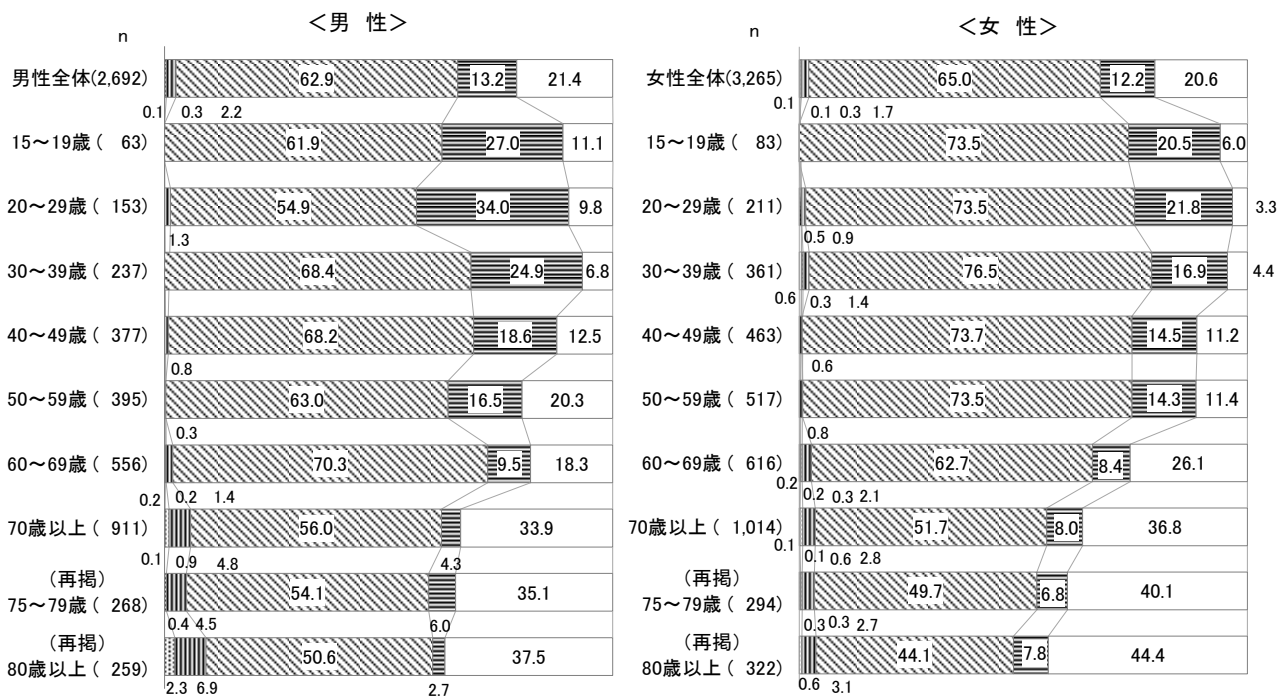 ＜男 性＞
n
男性全体(2,692) 62.9 13.2 21.4
0.1 0.3 2.2
15～19歳( 63) 61.9 27.0 11.1
20～29歳( 153) 54.9 34.0 9.8
1.3
30～39歳( 237) 68.4 24.9 6.8
40～49歳( 377) 68.2 18.6 12.5
0.8
50～59歳( 395) 63.0 16.5 20.3
0.3
60～69歳( 556) 70.3 9.5 18.3
0.2 0.2 1.4
70歳以上( 911) 56.0 33.9
0.1 0.9 4.8 4.3
(再掲)
75～79歳( 268) 54.1 35.1
0.4 4.5 6.0
(再掲)
80歳以上( 259) 50.6 37.5
2.3 6.9 2.7
＜女 性＞
n
女性全体(3,265) 65.0 12.2 20.6
0.1 0.1 0.3 1.7
15～19歳( 83) 73.5 20.5 6.0
20～29歳( 211) 73.5 21.8 3.3
0.5 0.9
30～39歳( 361) 76.5 16.9 4.4
0.6 0.3 1.4
40～49歳( 463) 73.7 14.5 11.2
0.6
50～59歳( 517) 73.5 14.3 11.4
0.8
60～69歳( 616) 62.7 8.4 26.1
0.2 0.2 0.3 2.1
70歳以上( 1,014) 51.7 8.0 36.8
0.1 0.1 0.6 2.8
(再掲)
75～79歳( 294) 49.7 6.8 40.1
0.3 0.3 2.7
(再掲)
80歳以上( 322) 44.1 7.8 44.4
0.6 3.1